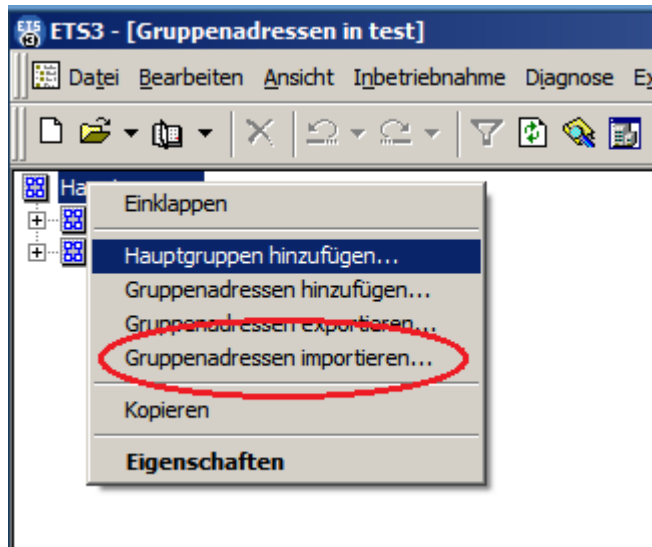 ETS3 - [Gruppenadressen in test]
Datei Bearbeiten Ansicht Inbetriebnahme Diagnose
Einklappen
Hauptgruppen hinzufügen...
Gruppenadressen hinzufügen...
Gruppenadressen exportieren...
Gruppenadressen importieren...
Kopieren
Eigenschaften